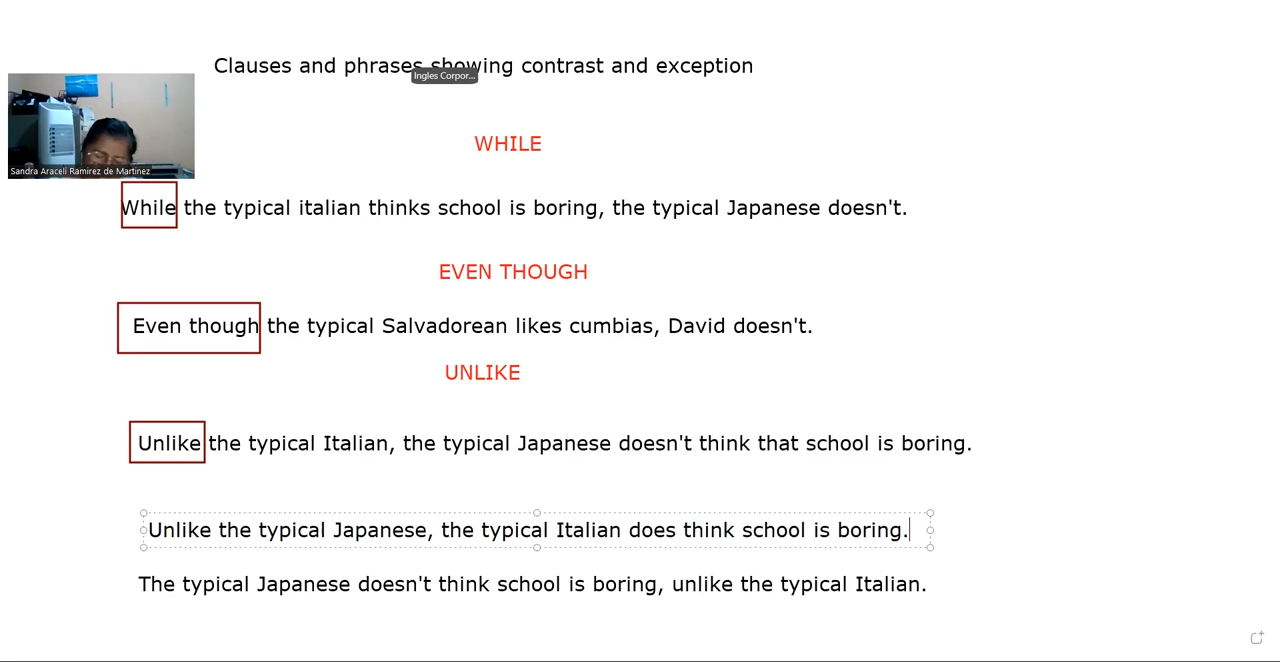 Clauses and phrases showing contrast and exception
Ingles Corpor...
Sandra Araceli Ramirez de Martinez
WHILE
While the typical italian thinks school is boring, the typical Japanese doesn't.
EVEN THOUGH
Even though the typical Salvadorean likes cumbias, David doesn't.
UNLIKE
Unlike the typical Italian, the typical Japanese doesn't think that school is boring.
Unlike the typical Japanese, the typical Italian does think school is boring.
The typical Japanese doesn't think school is boring, unlike the typical Italian.